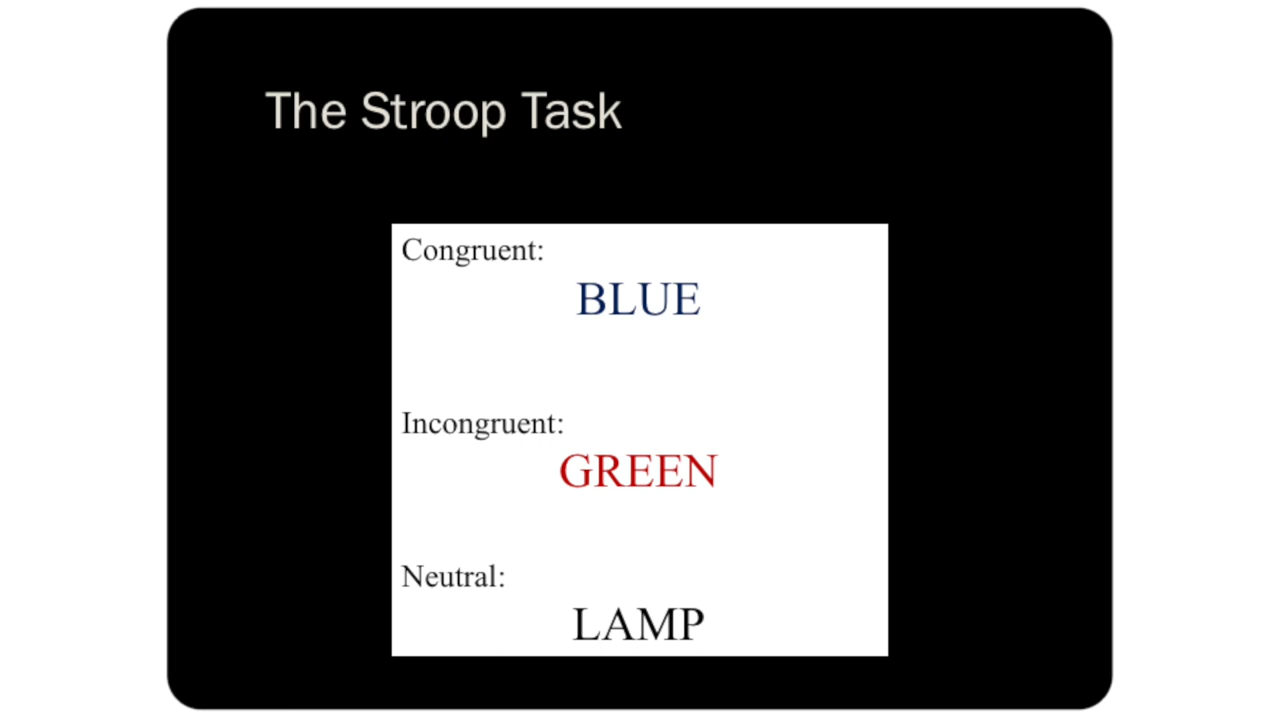 The Stroop Task
Congruent:
BLUE
Incongruent:
GREEN
Neutral:
LAMP